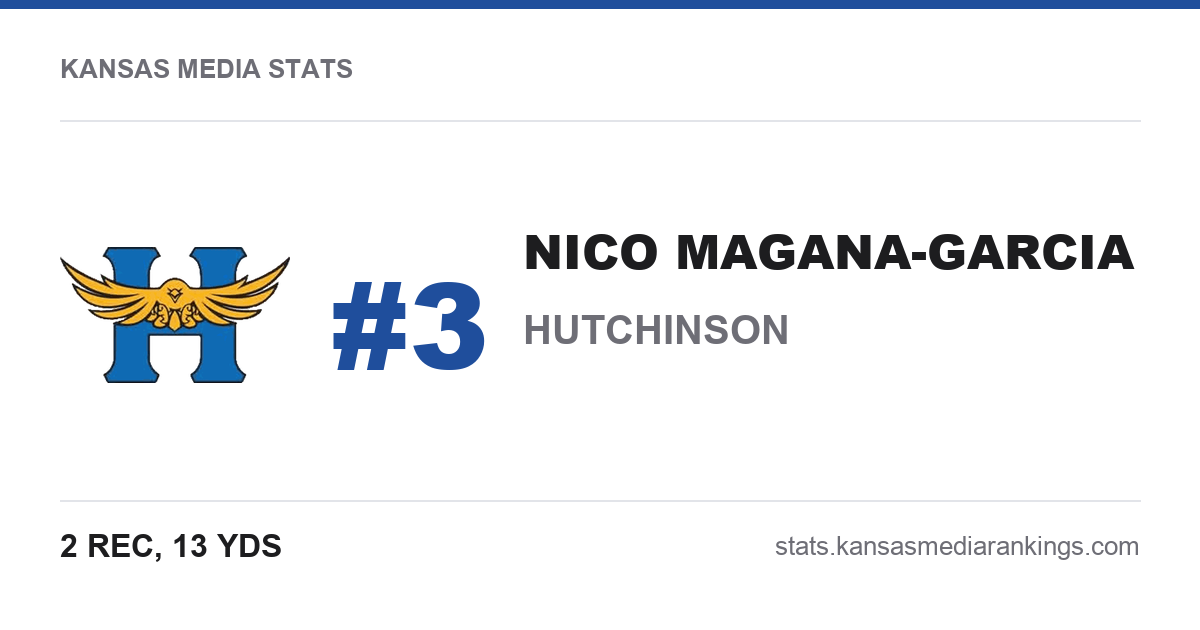 KANSAS MEDIA STATS
H
#3
NICO MAGANA-GARCIA
HUTCHINSON
2 REC, 13 YDS
stats.kansasmediarankings.com